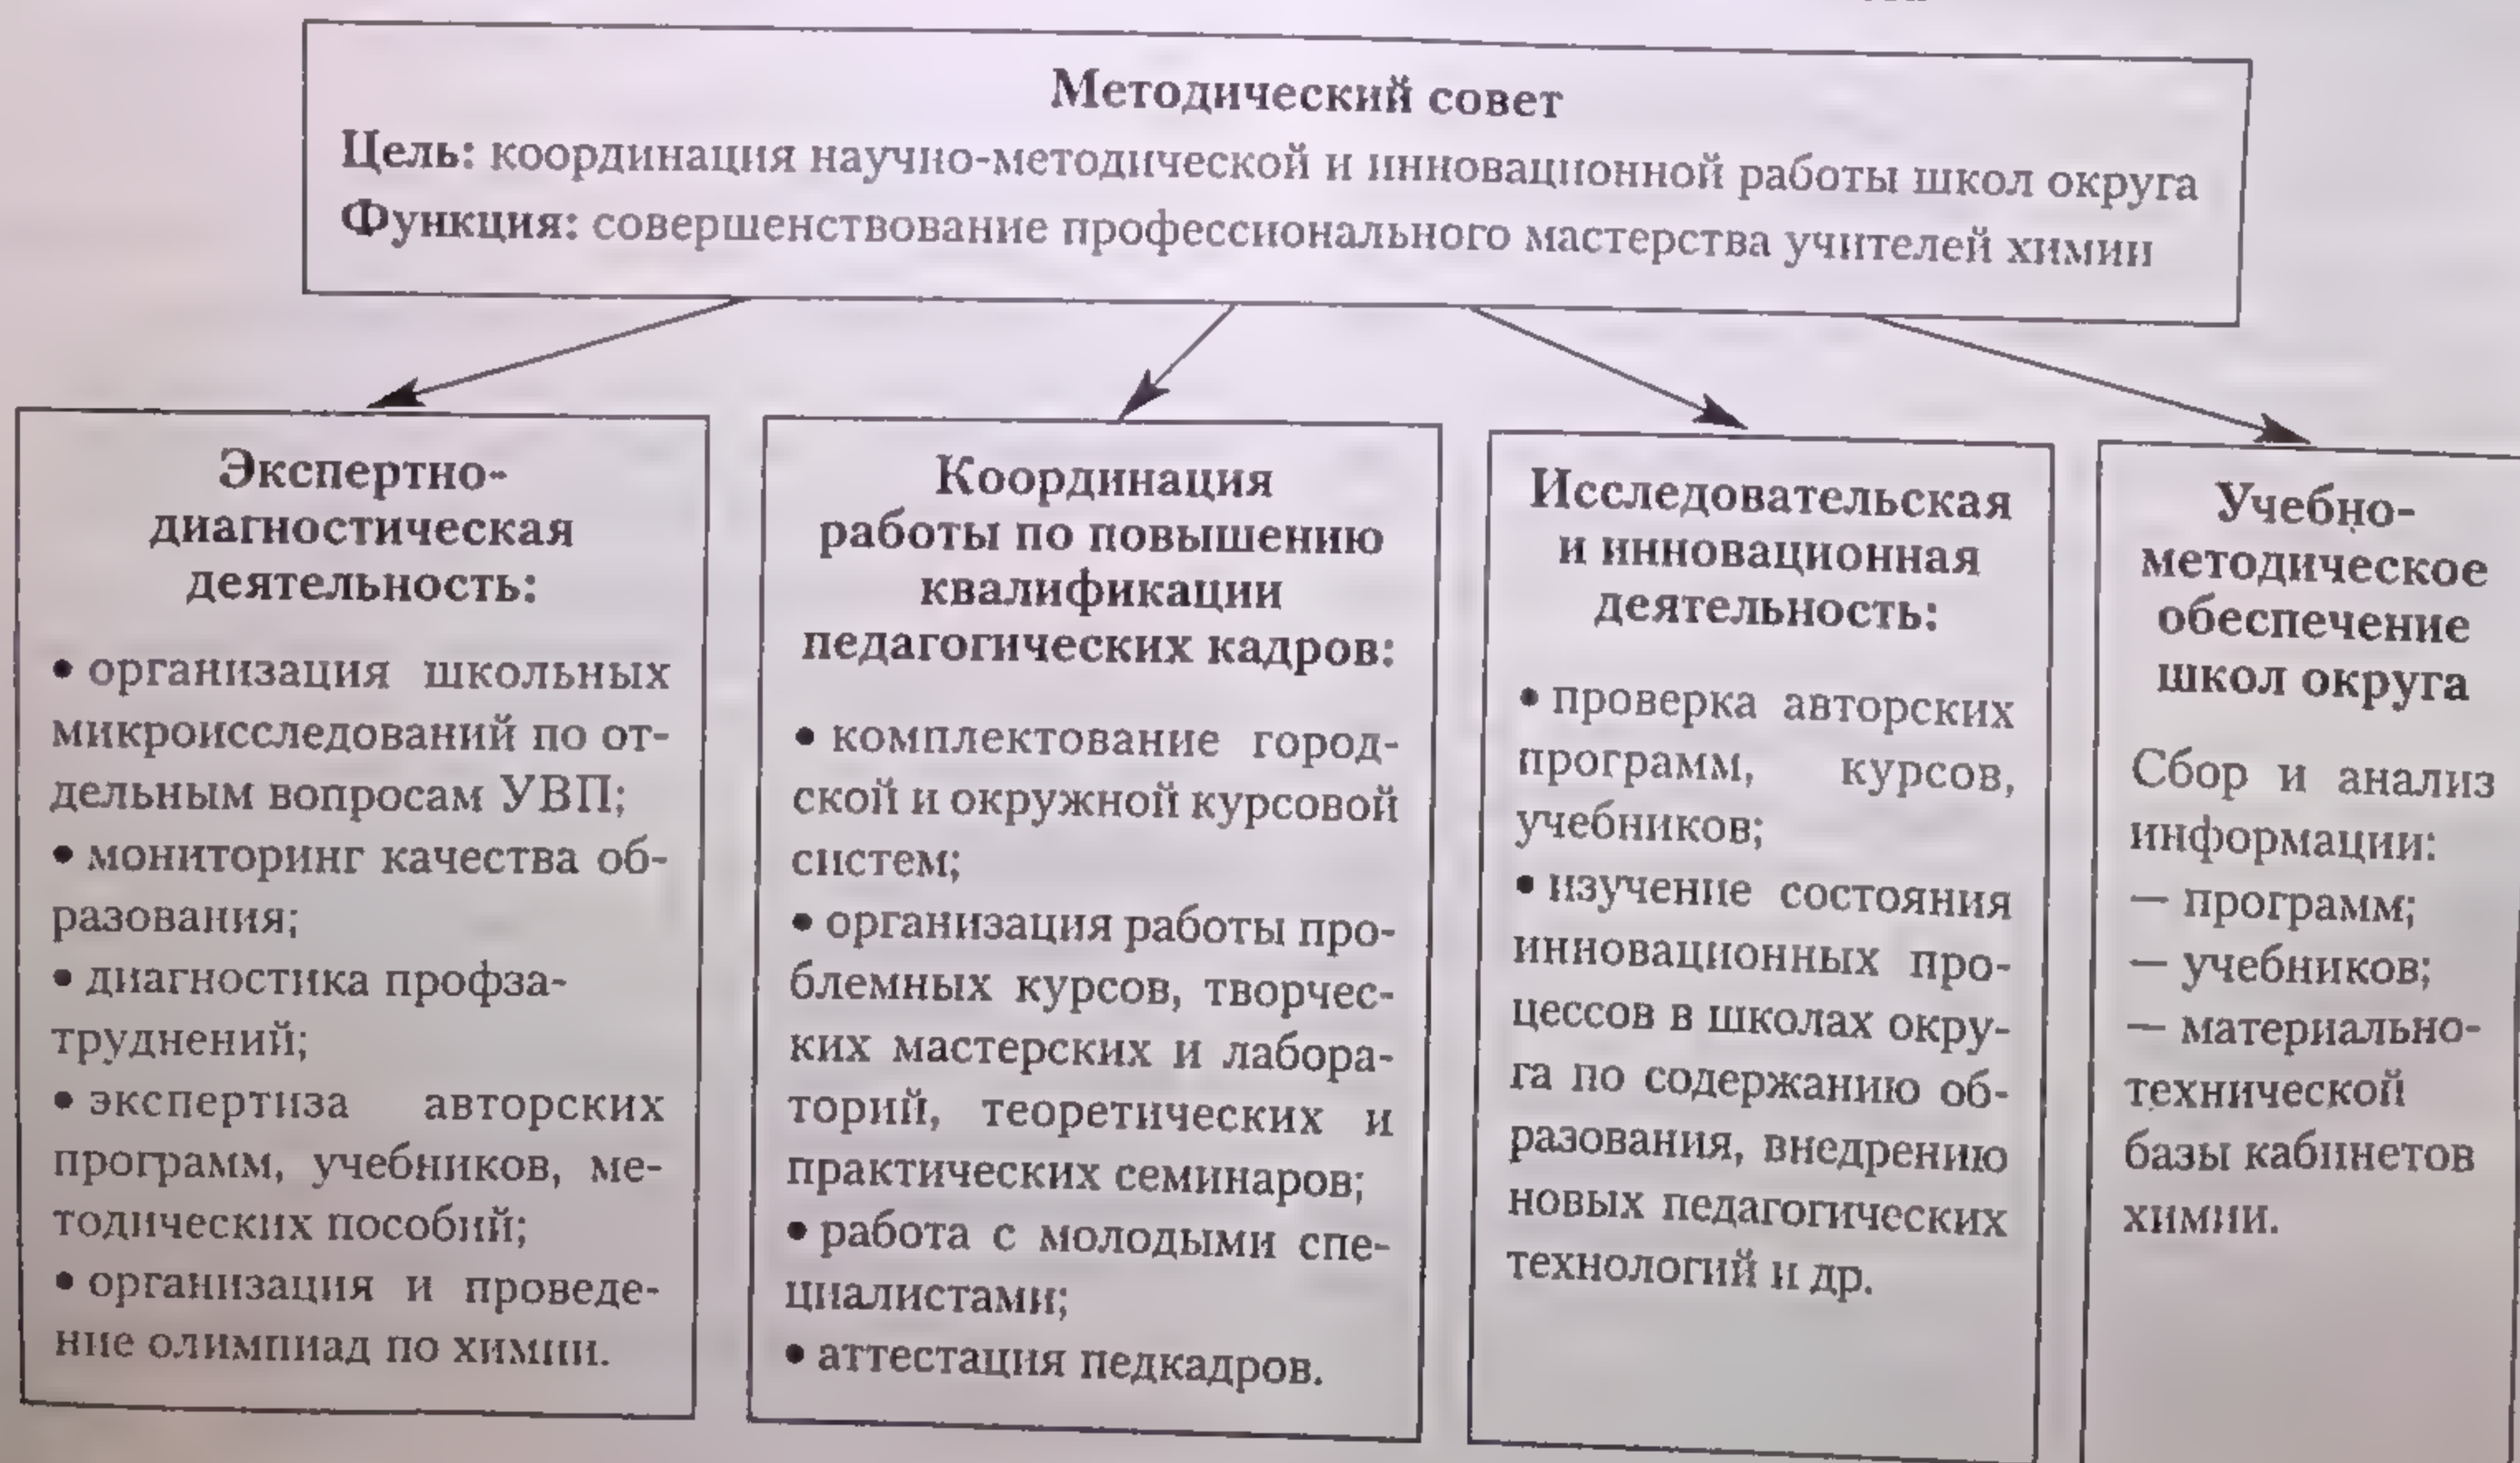 Методический совет
Цель: координация научно-методической и инновационной работы школ округа
Функция: совершенствование профессионального мастерства учителей химии
Экспертно-
диагностическая
деятельность:
• организация школьных
микроисследований по от-
дельным вопросам УВП;
• мониторинг качества об-
разования;
• диагностика профза-
труднений;
• экспертиза авторских
программ, учебников, ме-
тодических пособий;
• организация и проведе-
ние олимпиад по химии.
Координация
работы по повышению
квалификации
педагогических кадров:
• комплектование город-
ской и окружной курсовой
систем;
• организация работы про-
блемных курсов, творчес-
ких мастерских и лабора-
торий, теоретических и
практических семинаров;
• работа с молодыми спе-
циалистами;
• аттестация педкадров.
Исследовательская
и инновационная
деятельность:
• проверка авторских
программ, курсов,
учебников;
• изучение состояния
инновационных про-
цессов в школах окру-
га по содержанию об-
разования, внедрению
новых педагогических
технологий и др.
Учебно-
методическое
обеспечение
школ округа
Сбор и анализ
информации:
— программ;
— учебников;
— материально-
технической
базы кабинетов
химии.